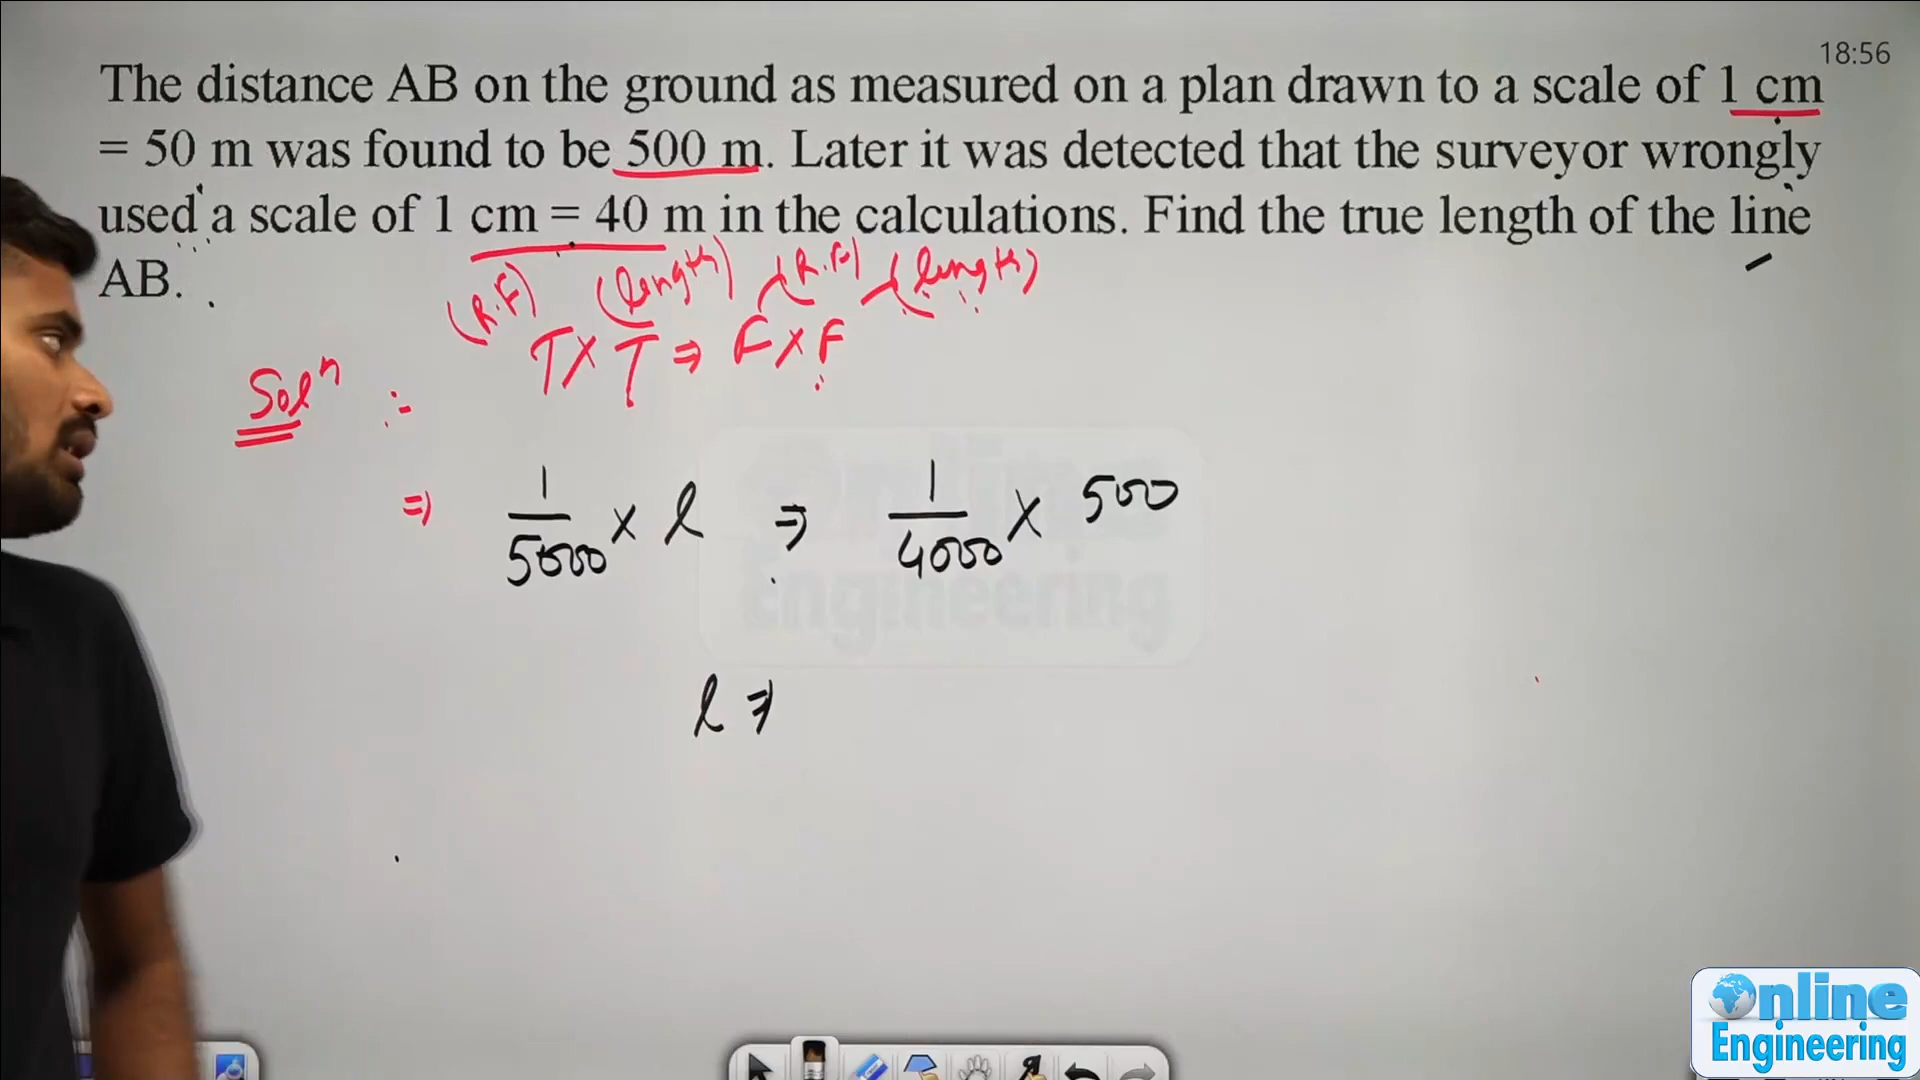 18:56
The distance AB on the ground as measured on a plan drawn to a scale of 1 cm
= 50 m was found to be 500 m. Later it was detected that the surveyor wrongly
used a scale of 1 cm = 40 m in the calculations. Find the true length of the line
AB.
(R.F) (length) (R.F) (length)
T × T ⇒ F × F
Solⁿ :-
⇒ 1/5000 × l ⇒ 1/4000 × 500
l ⇒
Online
Engineering
Online
Engineering